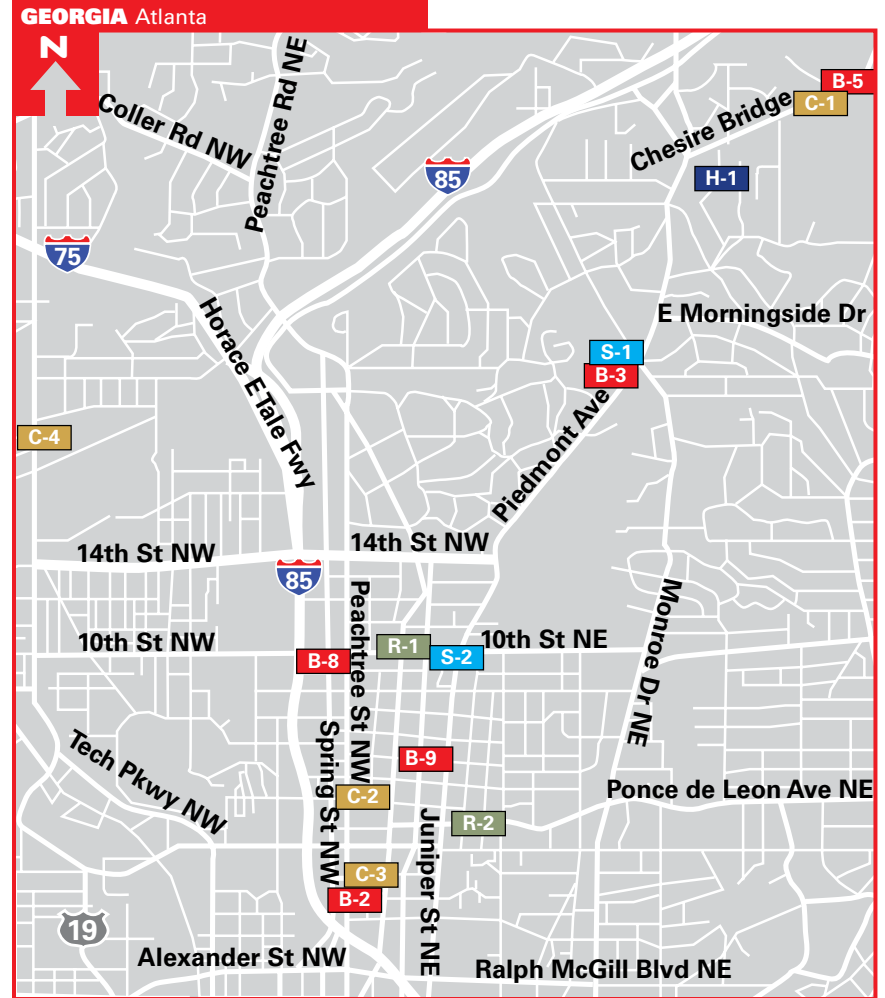 GEORGIA Atlanta
N
Coller Rd NW
Peachtree Rd NE
85
Chesire Bridge
B-5
C-1
H-1
75
Horace E Tale Fwy
E Morningside Dr
S-1
B-3
Piedmont Ave
C-4
14th St NW
14th St NW
85
Peachtree St NW
Monroe Dr NE
10th St NW
B-8
R-1
S-2
10th St NE
Tech Pkwy NW
Spring St NW
B-9
C-2
Ponce de Leon Ave NE
R-2
Juniper St NE
C-3
B-2
19
Alexander St NW
Ralph McGill Blvd NE